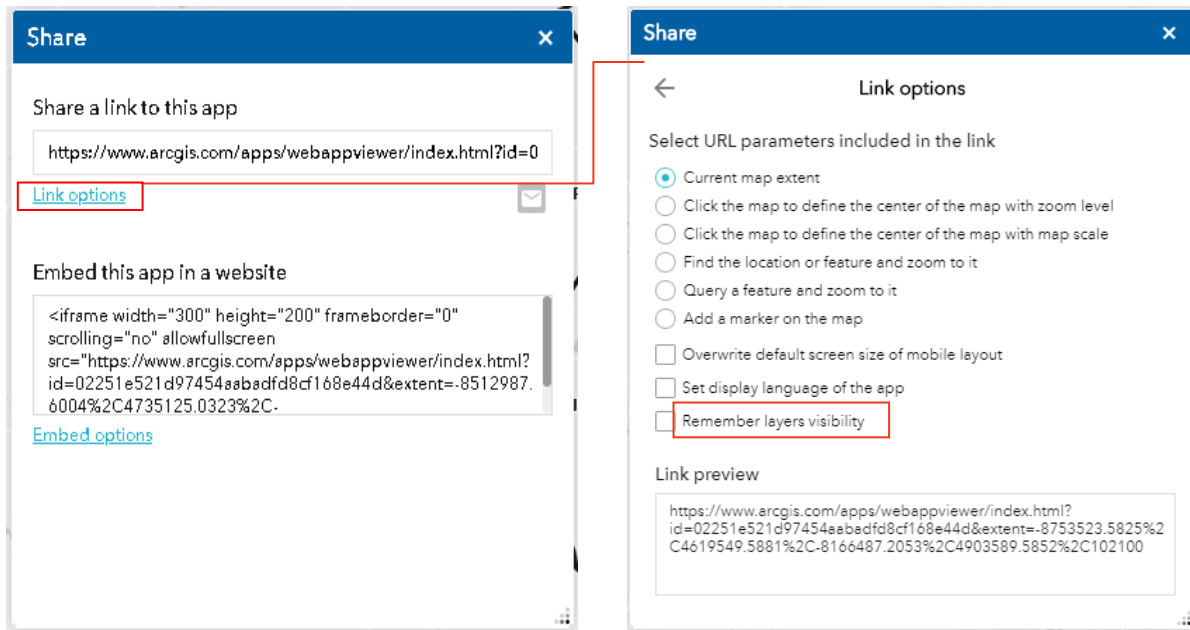 Share
Share a link to this app
https://www.arcgis.com/apps/webappviewer/index.html?id=0
Link options
Embed this app in a website
<iframe width="300" height="200" frameborder="0"
scrolling="no" allowfullscreen
src="https://www.arcgis.com/apps/webappviewer/index.html?
id=02251e521d97454aabadfd8cf168e44d&extent=-8512987.
6004%2C4735125.0323%2C-
Embed options
Share
Link options
Select URL parameters included in the link
Current map extent
Click the map to define the center of the map with zoom level
Click the map to define the center of the map with map scale
Find the location or feature and zoom to it
Query a feature and zoom to it
Add a marker on the map
Overwrite default screen size of mobile layout
Set display language of the app
Remember layers visibility
Link preview
https://www.arcgis.com/apps/webappviewer/index.html?
id=02251e521d97454aabadfd8cf168e44d&extent=-8753523.5825%2
C4619549.5881%2C-8166487.2053%2C4903589.5852%2C102100